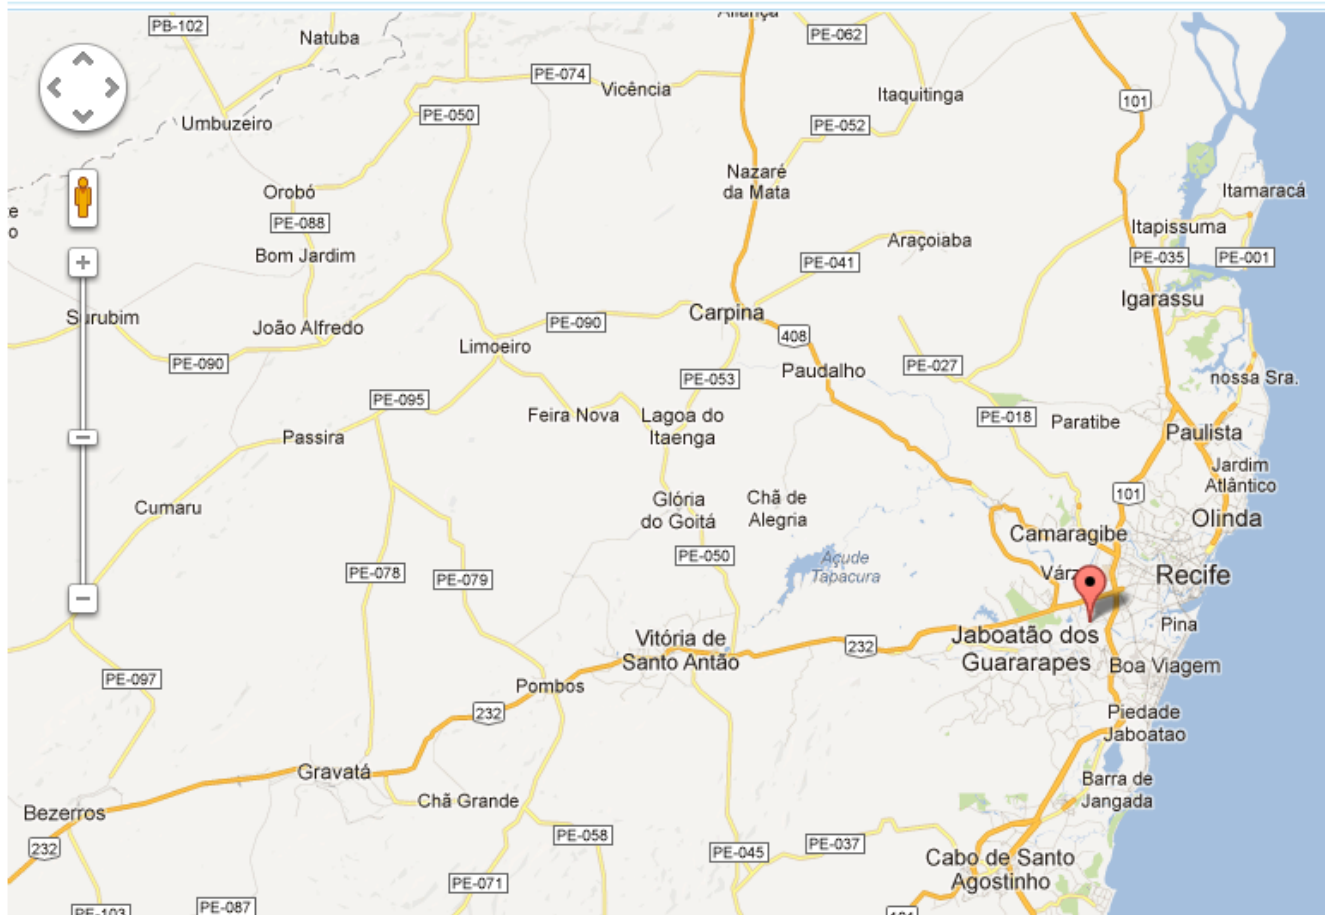 Aliança
PB-102
PE-062
Natuba
PE-074
Vicência
Itaquitinga
101
PE-050
Umbuzeiro
PE-052
Nazaré
da Mata
Orobó
Itamaracá
PE-088
Itapissuma
Araçoiaba
Bom Jardim
PE-041
PE-035
PE-001
Igarassu
Surubim
Carpina
João Alfredo
PE-090
408
Limoeiro
PE-090
Paudalho
PE-027
PE-053
nossa Sra.
PE-095
Feira Nova
Lagoa do
Itaenga
PE-018
Paratibe
Passira
Paulista
Jardim
Atlântico
101
Cumaru
Glória
do Goitá
Chã de
Alegria
Olinda
Camaragibe
PE-050
Açude
Tapacura
PE-078
PE-079
Várz
Recife
Pina
Vitória de
Santo Antão
232
Jaboatão dos
Guararapes
Boa Viagem
PE-097
Pombos
232
Piedade
Jaboatao
Gravatá
Barra de
Jangada
Chã Grande
Bezerros
PE-058
232
PE-045
PE-037
Cabo de Santo
Agostinho
PE-071
PE-103
PE-087
101